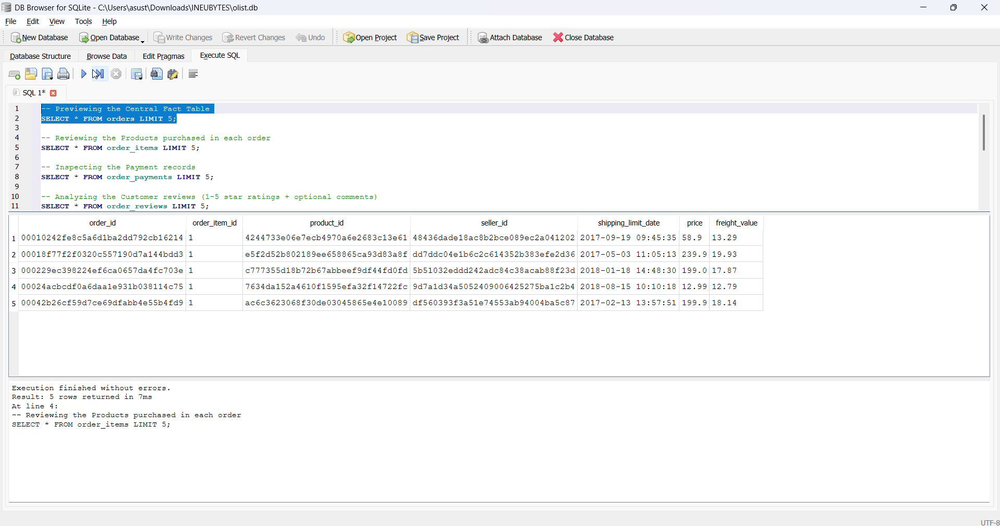 DB Browser for SQLite - C:\Users\asust\Downloads\INEUBYTES\olist.db
File Edit View Tools Help
New Database Open Database Write Changes Revert Changes Undo Open Project Save Project Attach Database Close Database
Database Structure Browse Data Edit Pragmas Execute SQL
SQL 1*
1 -- Previewing the Central Fact Table
2 SELECT * FROM orders LIMIT 5;
3
4 -- Reviewing the Products purchased in each order
5 SELECT * FROM order_items LIMIT 5;
6
7 -- Inspecting the Payment records
8 SELECT * FROM order_payments LIMIT 5;
9
10 -- Analyzing the Customer reviews (1-5 star ratings + optional comments)
11 SELECT * FROM order_reviews LIMIT 5;
order_id order_item_id product_id seller_id shipping_limit_date price freight_value
1 00010242fe8c5a6d1ba2dd792cb16214 1 4244733e06e7ecb4970a6e2683c13e61 48436dade18ac8b2bce089ec2a041202 2017-09-19 09:45:35 58.9 13.29
2 00018f77f2f0320c557190d7a144bdd3 1 e5f2d52b802189ee658865ca93d83a8f dd7ddc04e1b6c2c614352b383efe2d36 2017-05-03 11:05:13 239.9 19.93
3 000229ec398224ef6ca0657da4fc703e 1 c777355d18b72b67abbeef9df44fd0fd 5b51032eddd242adc84c38acab88f23d 2018-01-18 14:48:30 199.0 17.87
4 00024acbcdf0a6daa1e931b038114c75 1 7634da152a4610f1595efa32f14722fc 9d7a1d34a5052409006425275ba1c2b4 2018-08-15 10:10:18 12.99 12.79
5 00042b26cf59d7ce69dfabb4e55b4fd9 1 ac6c3623068f30de03045865e4e10089 df560393f3a51e74553ab94004ba5c87 2017-02-13 13:57:51 199.9 18.14
Execution finished without errors.
Result: 5 rows returned in 7ms
At line 4:
-- Reviewing the Products purchased in each order
SELECT * FROM order_items LIMIT 5;
UTF-8